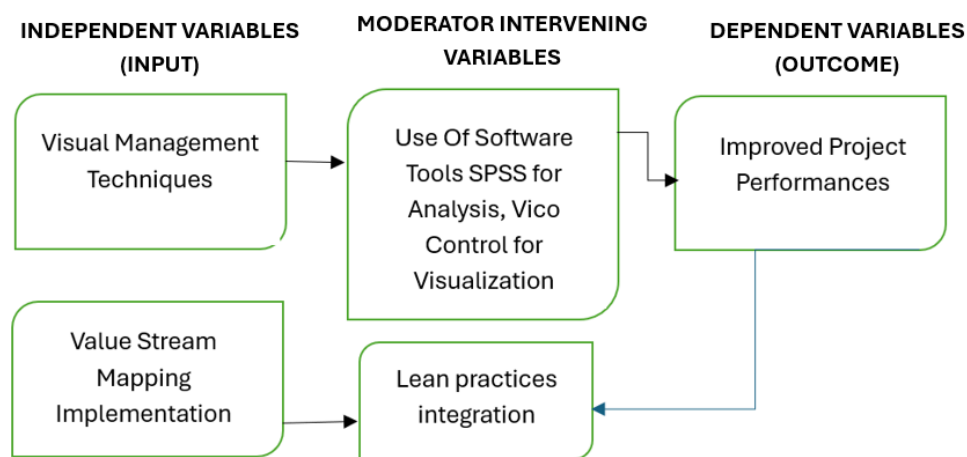 INDEPENDENT VARIABLES
(INPUT)
MODERATOR INTERVENING
VARIABLES
DEPENDENT VARIABLES
(OUTCOME)
Visual Management
Techniques
Use Of Software
Tools SPSS for
Analysis, Vico
Control for
Visualization
Improved Project
Performances
Value Stream
Mapping
Implementation
Lean practices
integration